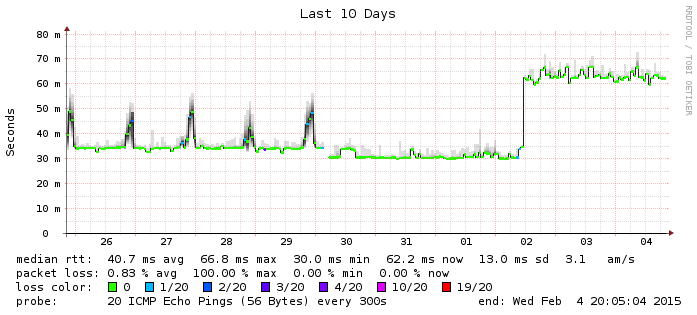 Last 10 Days
RRDTOOL / TOBI OETIKER
Seconds
80 m
70 m
60 m
50 m
40 m
30 m
20 m
10 m
0
26 27 28 29 30 31 01 02 03 04
median rtt: 40.7 ms avg 66.8 ms max 30.0 ms min 62.2 ms now 13.0 ms sd 3.1 am/s
packet loss: 0.83 % avg 100.00 % max 0.00 % min 0.00 % now
loss color: 0 1/20 2/20 3/20 4/20 10/20 19/20
probe: 20 ICMP Echo Pings (56 Bytes) every 300s end: Wed Feb 4 20:05:04 2015